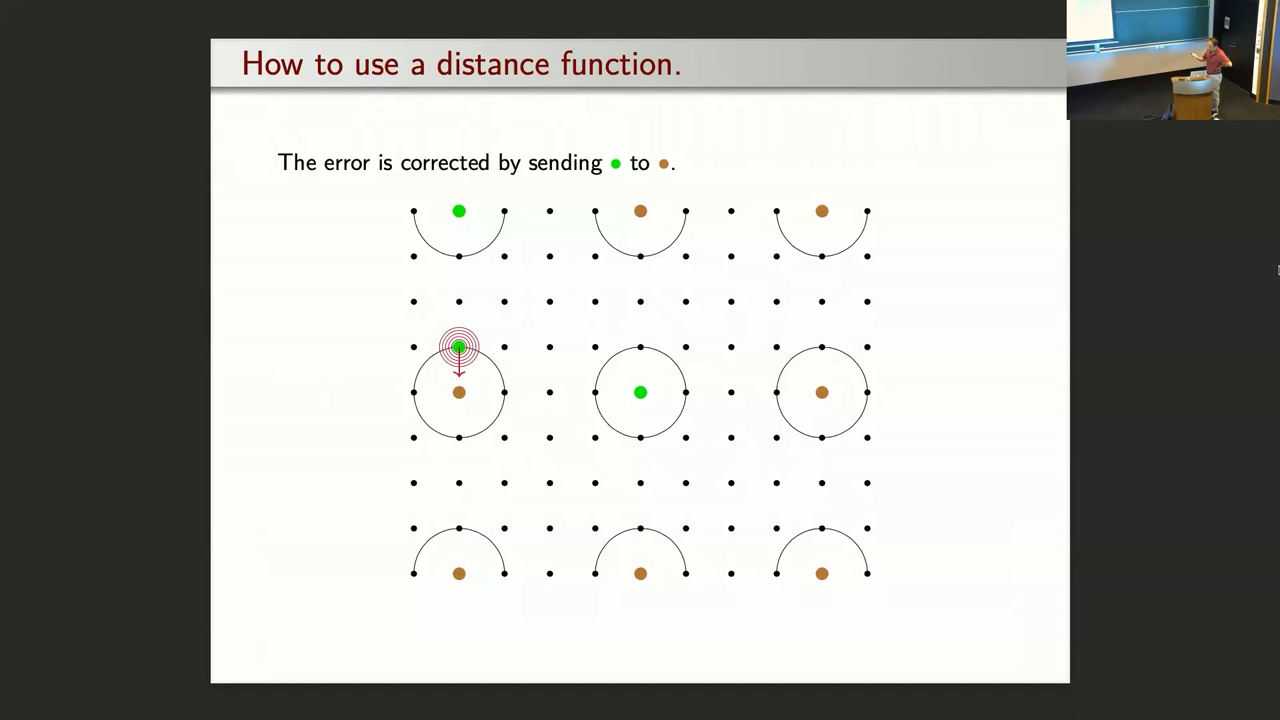 How to use a distance function.
The error is corrected by sending ● to ●.